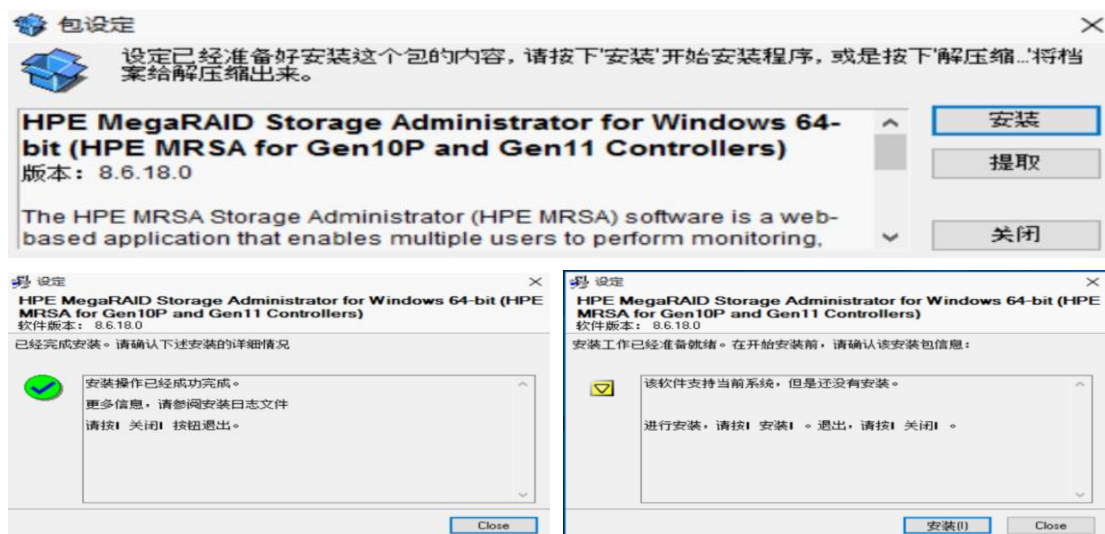 包设定
设定已经准备好安装这个包的内容，请按下'安装'开始安装程序，或是按下'解压缩...'将档
案给解压缩出来。
HPE MegaRAID Storage Administrator for Windows 64-
bit (HPE MRSA for Gen10P and Gen11 Controllers)
版本：8.6.18.0
The HPE MRSA Storage Administrator (HPE MRSA) software is a web-
based application that enables multiple users to perform monitoring,
安装
提取
关闭
设定
HPE MegaRAID Storage Administrator for Windows 64-bit (HPE
MRSA for Gen10P and Gen11 Controllers)
软件版本： 8.6.18.0
已经完成安装。请确认下述安装的详细情况
安装操作已经成功完成。
更多信息，请参阅安装日志文件
请按I 关闭I 按钮退出。
Close
设定
HPE MegaRAID Storage Administrator for Windows 64-bit (HPE
MRSA for Gen10P and Gen11 Controllers)
软件版本： 8.6.18.0
安装工作已经准备就绪。在开始安装前，请确认该安装包信息：
该软件支持当前系统，但是还没有安装。
进行安装，请按I 安装I 。退出，请按I 关闭I 。
安装(I)
Close